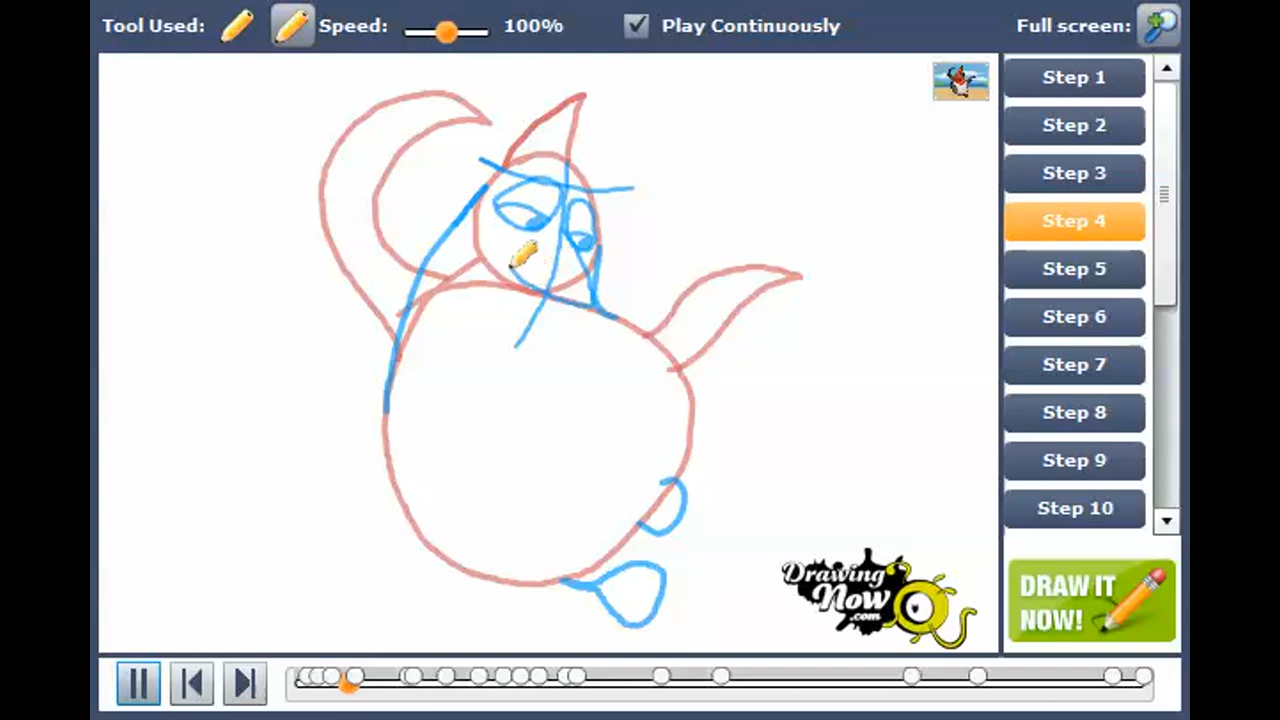 Tool Used: Speed: 100% Play Continuously Full screen:
Step 1
Step 2
Step 3
Step 4
Step 5
Step 6
Step 7
Step 8
Step 9
Step 10
Drawing
Now
.com
DRAW IT
NOW!